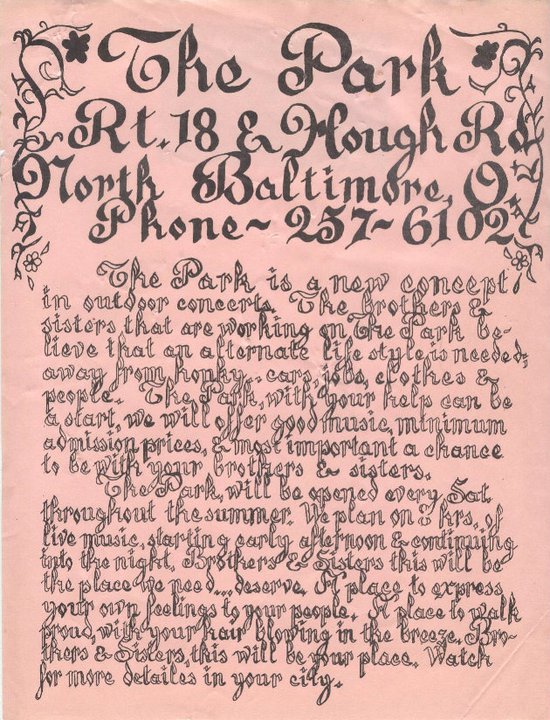 The Park
Rt. 18 & Hough Rd
North Baltimore, O.
Phone~ 257~6102
The Park is a new concept
in outdoor concerts. The brothers &
sisters that are working on The Park be-
lieve that an alternate life style is needed;
away from honky.. cars, jobs, clothes &
people. The Park, with your help can be
a start, we will offer good music, minimum
admission prices, & most important a chance
to be with your brothers & sisters.
The Park, will be opened every Sat.
throughout the summer. We plan on 8 hrs.. of
live music, starting early afternoon & continuing
into the night. Brothers & Sisters this will be
the place we need... deserve. A place to express
your own feelings to your people. A place to walk
proud, with your hair blowing in the breeze. Bro-
thers & Sisters, this will be your place. Watch
for more detailes in your city.